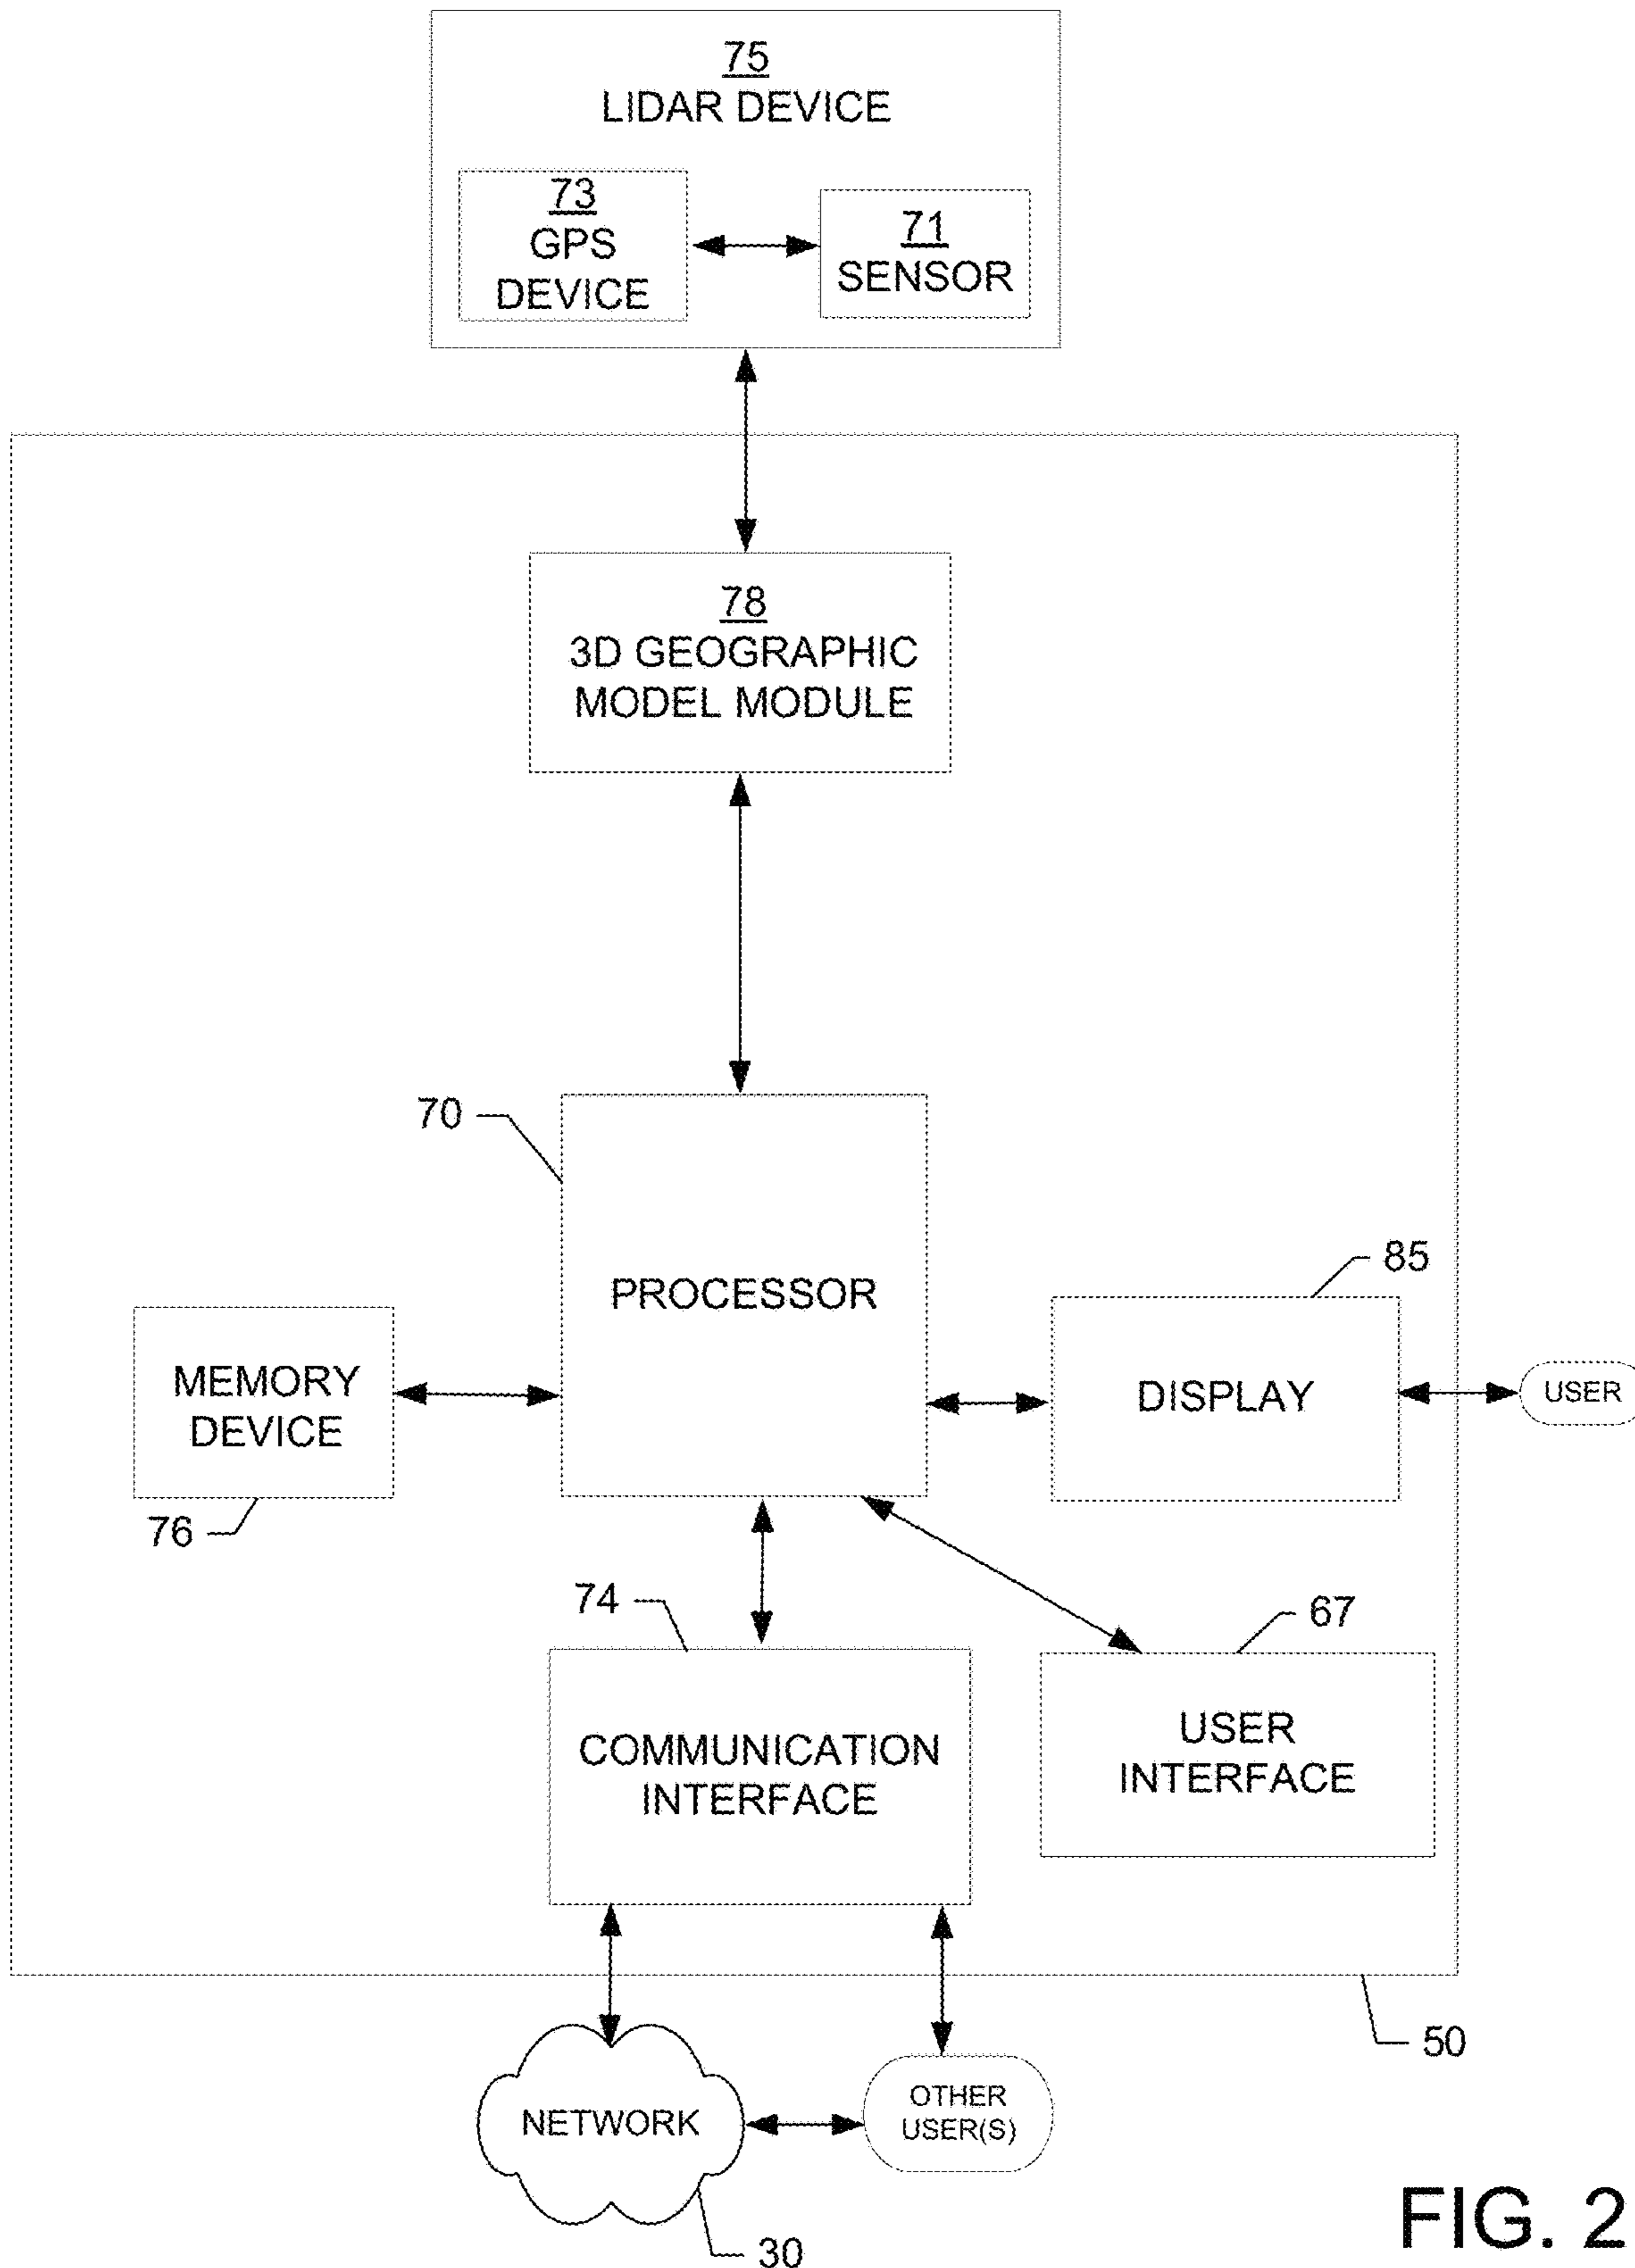 75
LIDAR DEVICE
73
GPS
DEVICE
71
SENSOR
78
3D GEOGRAPHIC
MODEL MODULE
70
PROCESSOR
85
DISPLAY
USER
MEMORY
DEVICE
76
74
COMMUNICATION
INTERFACE
67
USER
INTERFACE
50
NETWORK
OTHER
USER(S)
30
FIG. 2